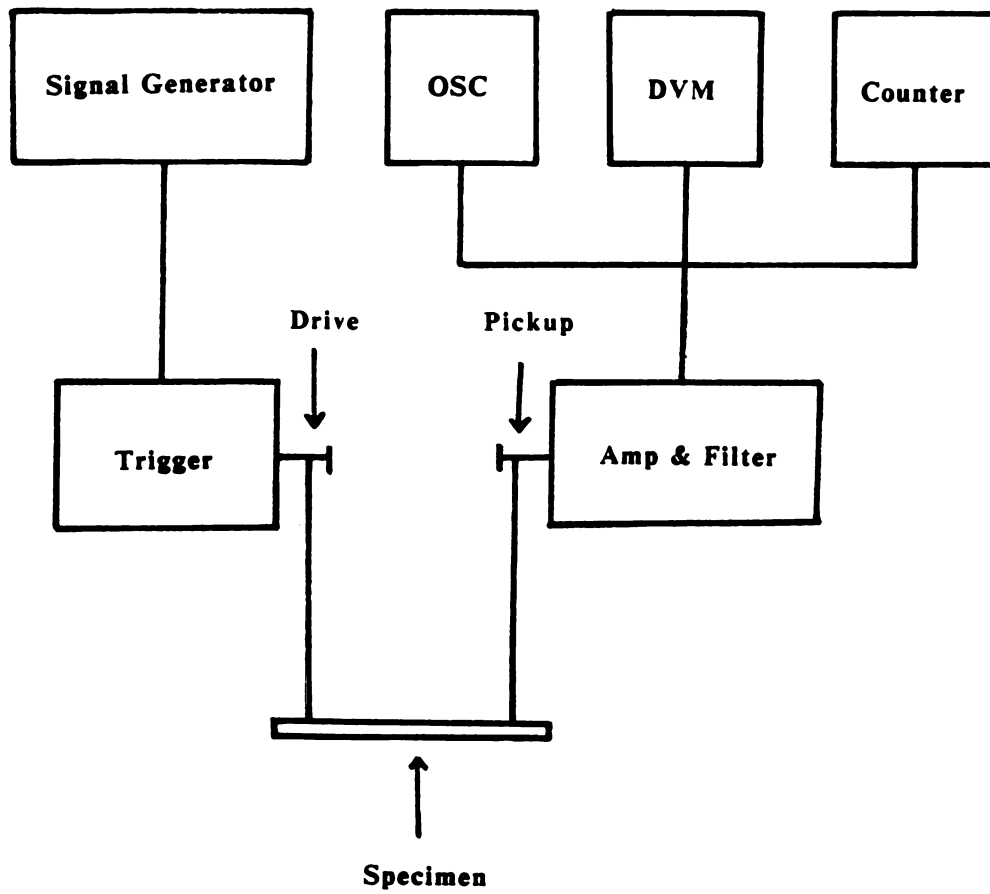 Signal Generator
OSC
DVM
Counter
Drive
Pickup
Trigger
Amp & Filter
Specimen